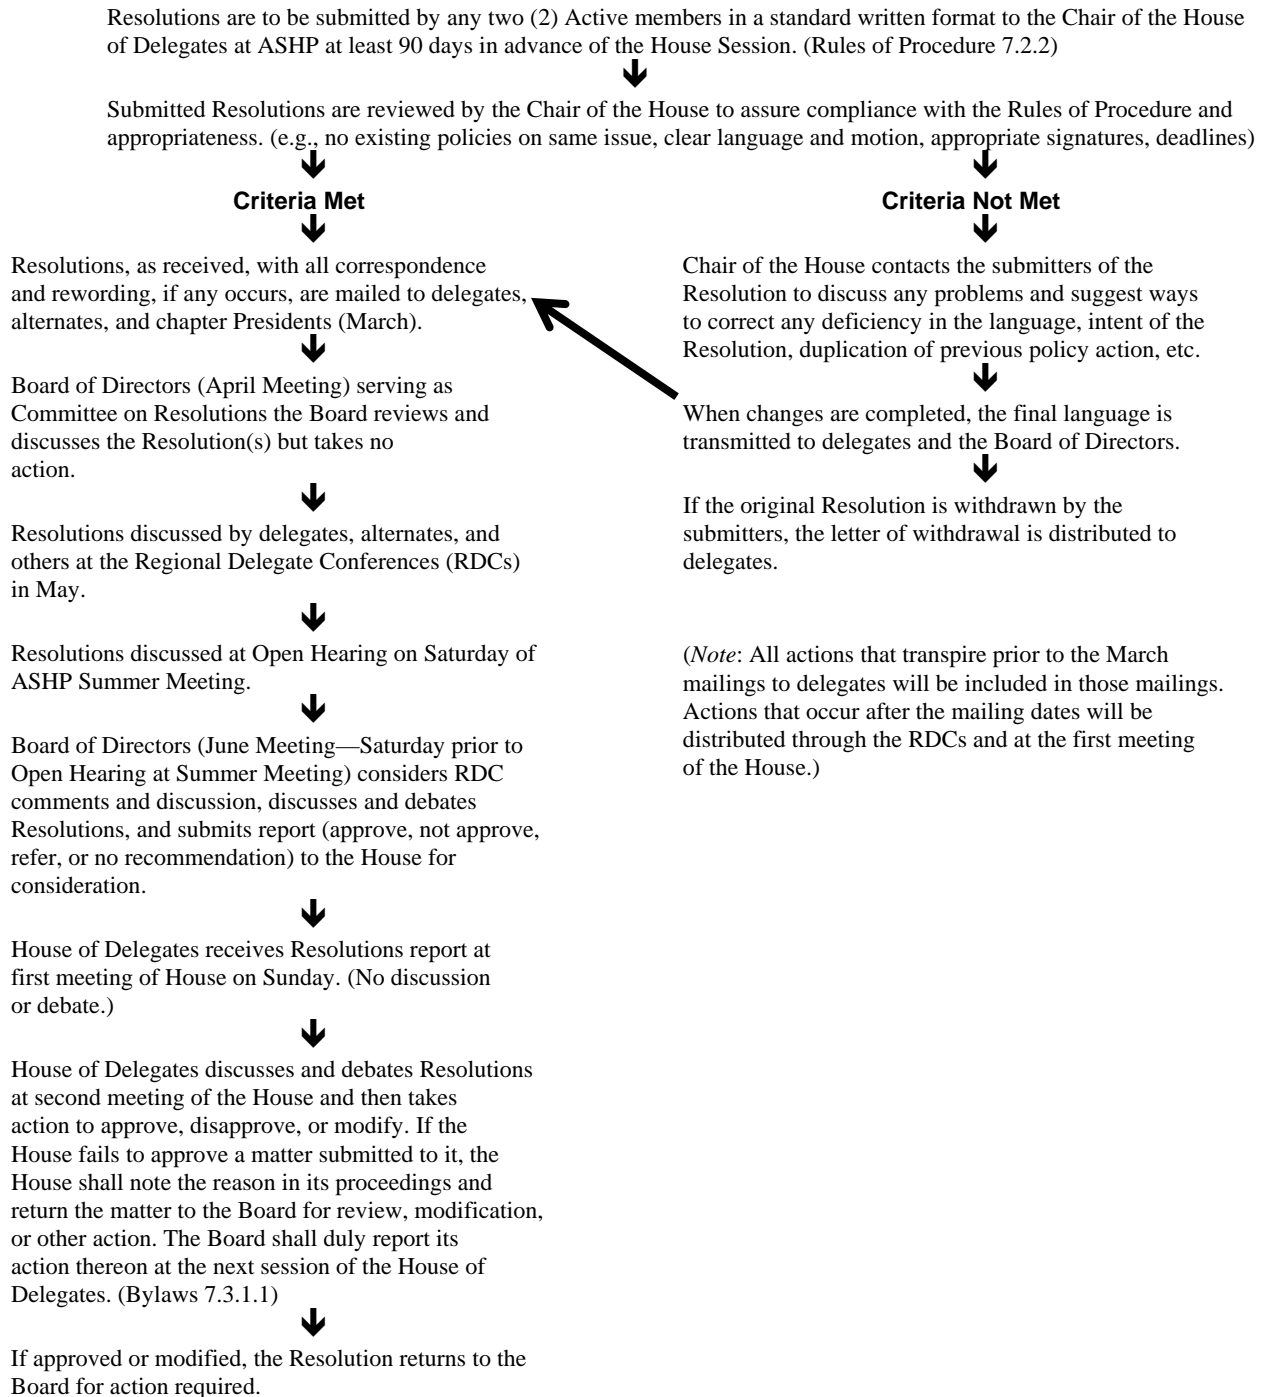 Resolutions are to be submitted by any two (2) Active members in a standard written format to the Chair of the House
of Delegates at ASHP at least 90 days in advance of the House Session. (Rules of Procedure 7.2.2)
Submitted Resolutions are reviewed by the Chair of the House to assure compliance with the Rules of Procedure and
appropriateness. (e.g., no existing policies on same issue, clear language and motion, appropriate signatures, deadlines)
Criteria Met
Resolutions, as received, with all correspondence
and rewording, if any occurs, are mailed to delegates,
alternates, and chapter Presidents (March).
Board of Directors (April Meeting) serving as
Committee on Resolutions the Board reviews and
discusses the Resolution(s) but takes no
action.
Resolutions discussed by delegates, alternates, and
others at the Regional Delegate Conferences (RDCs)
in May.
Resolutions discussed at Open Hearing on Saturday of
ASHP Summer Meeting.
Board of Directors (June Meeting—Saturday prior to
Open Hearing at Summer Meeting) considers RDC
comments and discussion, discusses and debates
Resolutions, and submits report (approve, not approve,
refer, or no recommendation) to the House for
consideration.
House of Delegates receives Resolutions report at
first meeting of House on Sunday. (No discussion
or debate.)
House of Delegates discusses and debates Resolutions
at second meeting of the House and then takes
action to approve, disapprove, or modify. If the
House fails to approve a matter submitted to it, the
House shall note the reason in its proceedings and
return the matter to the Board for review, modification,
or other action. The Board shall duly report its
action thereon at the next session of the House of
Delegates. (Bylaws 7.3.1.1)
If approved or modified, the Resolution returns to the
Board for action required.
Criteria Not Met
Chair of the House contacts the submitters of the
Resolution to discuss any problems and suggest ways
to correct any deficiency in the language, intent of the
Resolution, duplication of previous policy action, etc.
When changes are completed, the final language is
transmitted to delegates and the Board of Directors.
If the original Resolution is withdrawn by the
submitters, the letter of withdrawal is distributed to
delegates.
(Note: All actions that transpire prior to the March
mailings to delegates will be included in those mailings.
Actions that occur after the mailing dates will be
distributed through the RDCs and at the first meeting
of the House.)